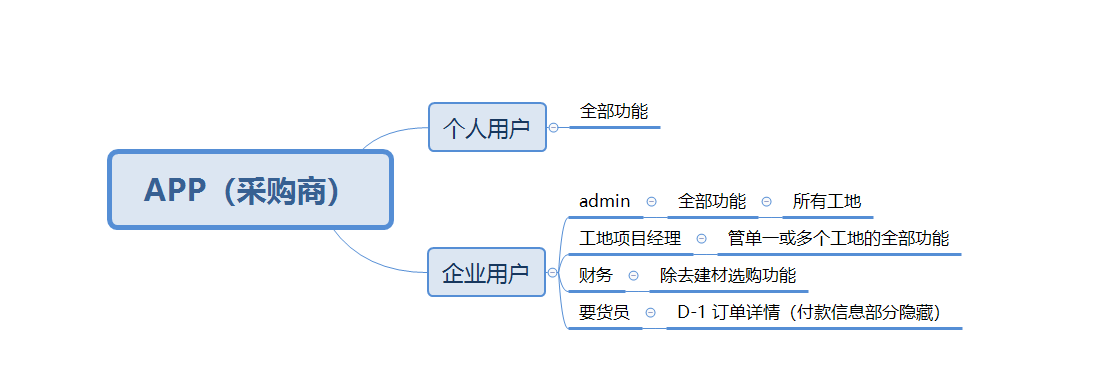 APP（采购商）
个人用户
全部功能
企业用户
admin 全部功能 所有工地
工地项目经理 管单一或多个工地的全部功能
财务 除去建材选购功能
要货员 D-1 订单详情（付款信息部分隐藏）